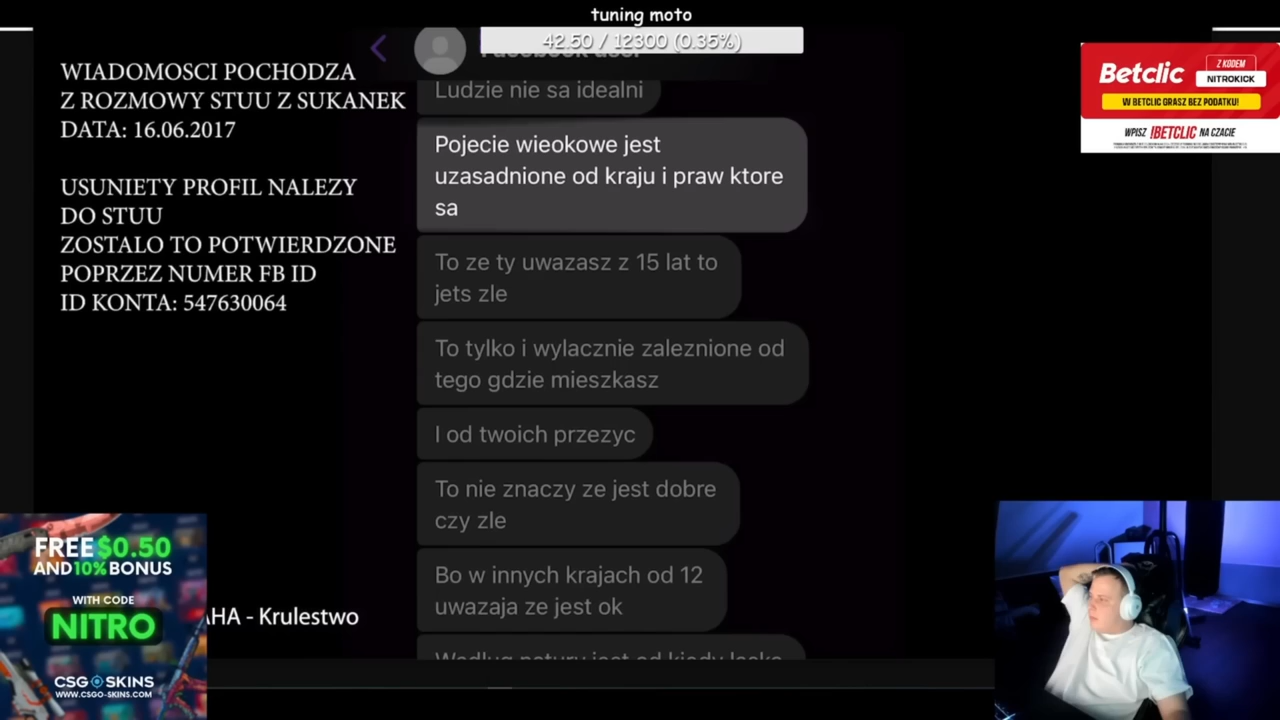 tuning moto
42.50 / 12300 (0.35%)
WIADOMOSCI POCHODZA
Z ROZMOWY STUU Z SUKANEK
DATA: 16.06.2017
USUNIETY PROFIL NALEZY
DO STUU
ZOSTALO TO POTWIERDZONE
POPRZEZ NUMER FB ID
ID KONTA: 547630064
Ludzie nie sa idealni
Pojecie wieokowe jest
uzasadnione od kraju i praw ktore
sa
To ze ty uwazasz z 15 lat to
jets zle
To tylko i wylacznie zaleznione od
tego gdzie mieszkasz
I od twoich przezyc
To nie znaczy ze jest dobre
czy zle
Bo w innych krajach od 12
uwazaja ze jest ok
Betclic
Z KODEM
NITROKICK
W BETCLIC GRASZ BEZ PODATKU!
WPISZ !BETCLIC NA CZACIE
FREE $0.50
AND 10% BONUS
WITH CODE
NITRO
CSGO SKINS
WWW.CSGO-SKINS.COM
AHA - Krulestwo